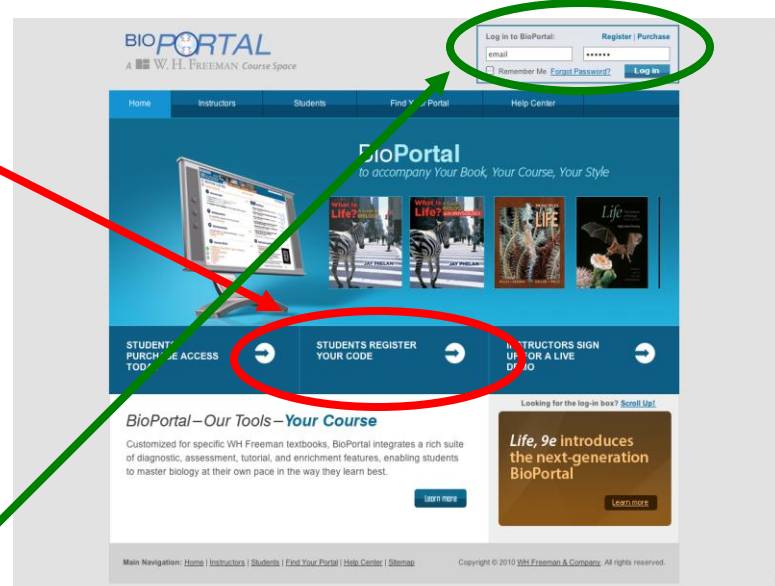 BIOPORTAL
A W. H. FREEMAN Course Space
Log in to BioPortal:
Register | Purchase
email
••••••
Remember Me Forgot Password? Log in
Home Instructors Students Find Your Portal Help Center
BioPortal
to accompany Your Book, Your Course, Your Style
What is
Life?
JAY PHELAN
What is
Life?
JAY PHELAN
PRINCIPLES
LIFE
Life
STUDENTS
PURCHASE ACCESS
TODAY
STUDENTS REGISTER
YOUR CODE
INSTRUCTORS SIGN
UP FOR A LIVE
DEMO
BioPortal–Our Tools–Your Course
Customized for specific WH Freeman textbooks, BioPortal integrates a rich suite
of diagnostic, assessment, tutorial, and enrichment features, enabling students
to master biology at their own pace in the way they learn best.
Learn more
Looking for the log-in box? Scroll Up!
Life, 9e introduces
the next-generation
BioPortal
Learn more
Main Navigation: Home | Instructors | Students | Find Your Portal | Help Center | Sitemap
Copyright © 2010 WH Freeman & Company. All rights reserved.